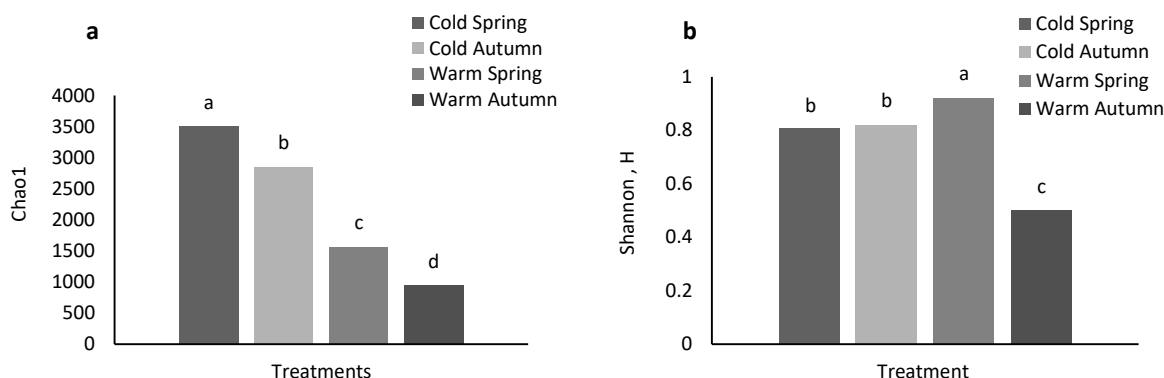 a
Cold Spring
Cold Autumn
Warm Spring
Warm Autumn
4000
3500
3000
2500
2000
1500
1000
500
0
Chao1
a
b
c
d
Treatments
b
Cold Spring
Cold Autumn
Warm Spring
Warm Autumn
1
0.8
0.6
0.4
0.2
0
Shannon , H
b
b
a
c
Treatment